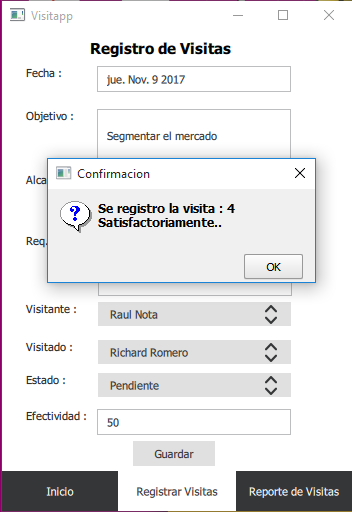 Visitapp
Registro de Visitas
Fecha :
jue. Nov. 9 2017
Objetivo :
Segmentar el mercado
Alca
Confirmacion
Se registro la visita : 4
Satisfactoriamente..
OK
Req.
Visitante :
Raul Nota
Visitado :
Richard Romero
Estado :
Pendiente
Efectividad :
50
Guardar
Inicio
Registrar Visitas
Reporte de Visitas